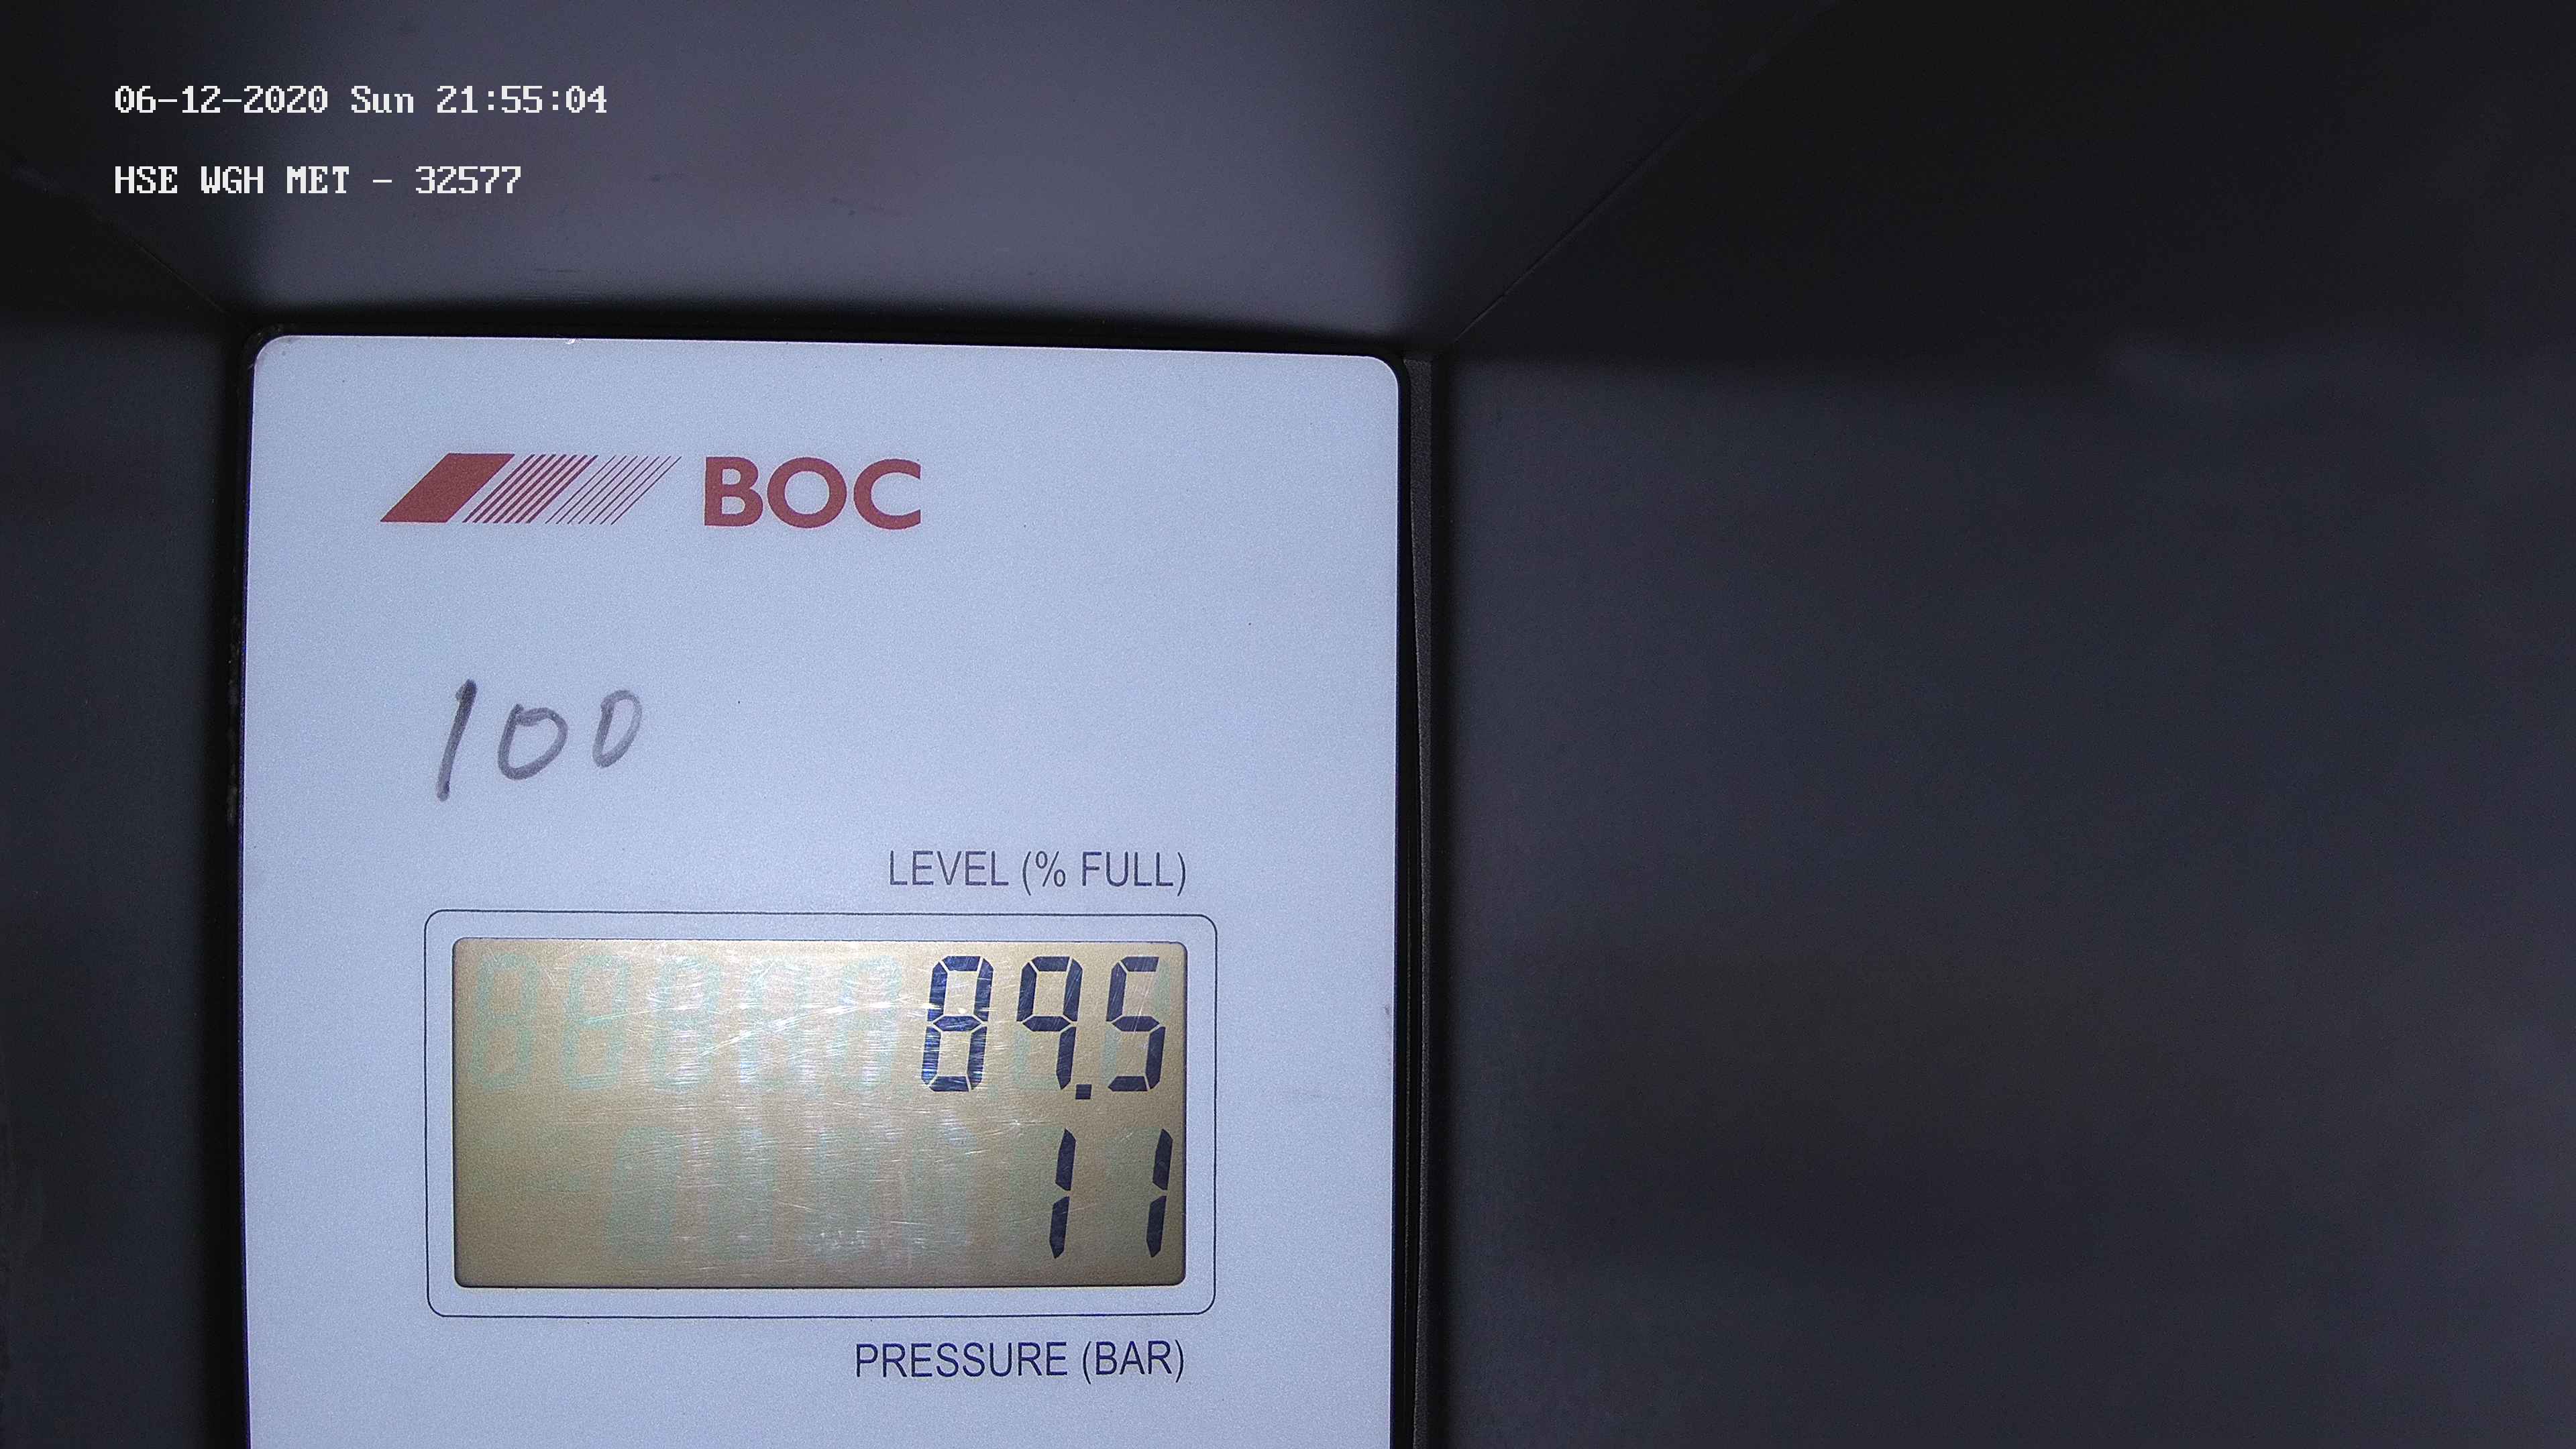 06-12-2020 Sun 21:55:04
HSE WGH MET - 32577
BOC
100
LEVEL (% FULL)
89.5
11
PRESSURE (BAR)